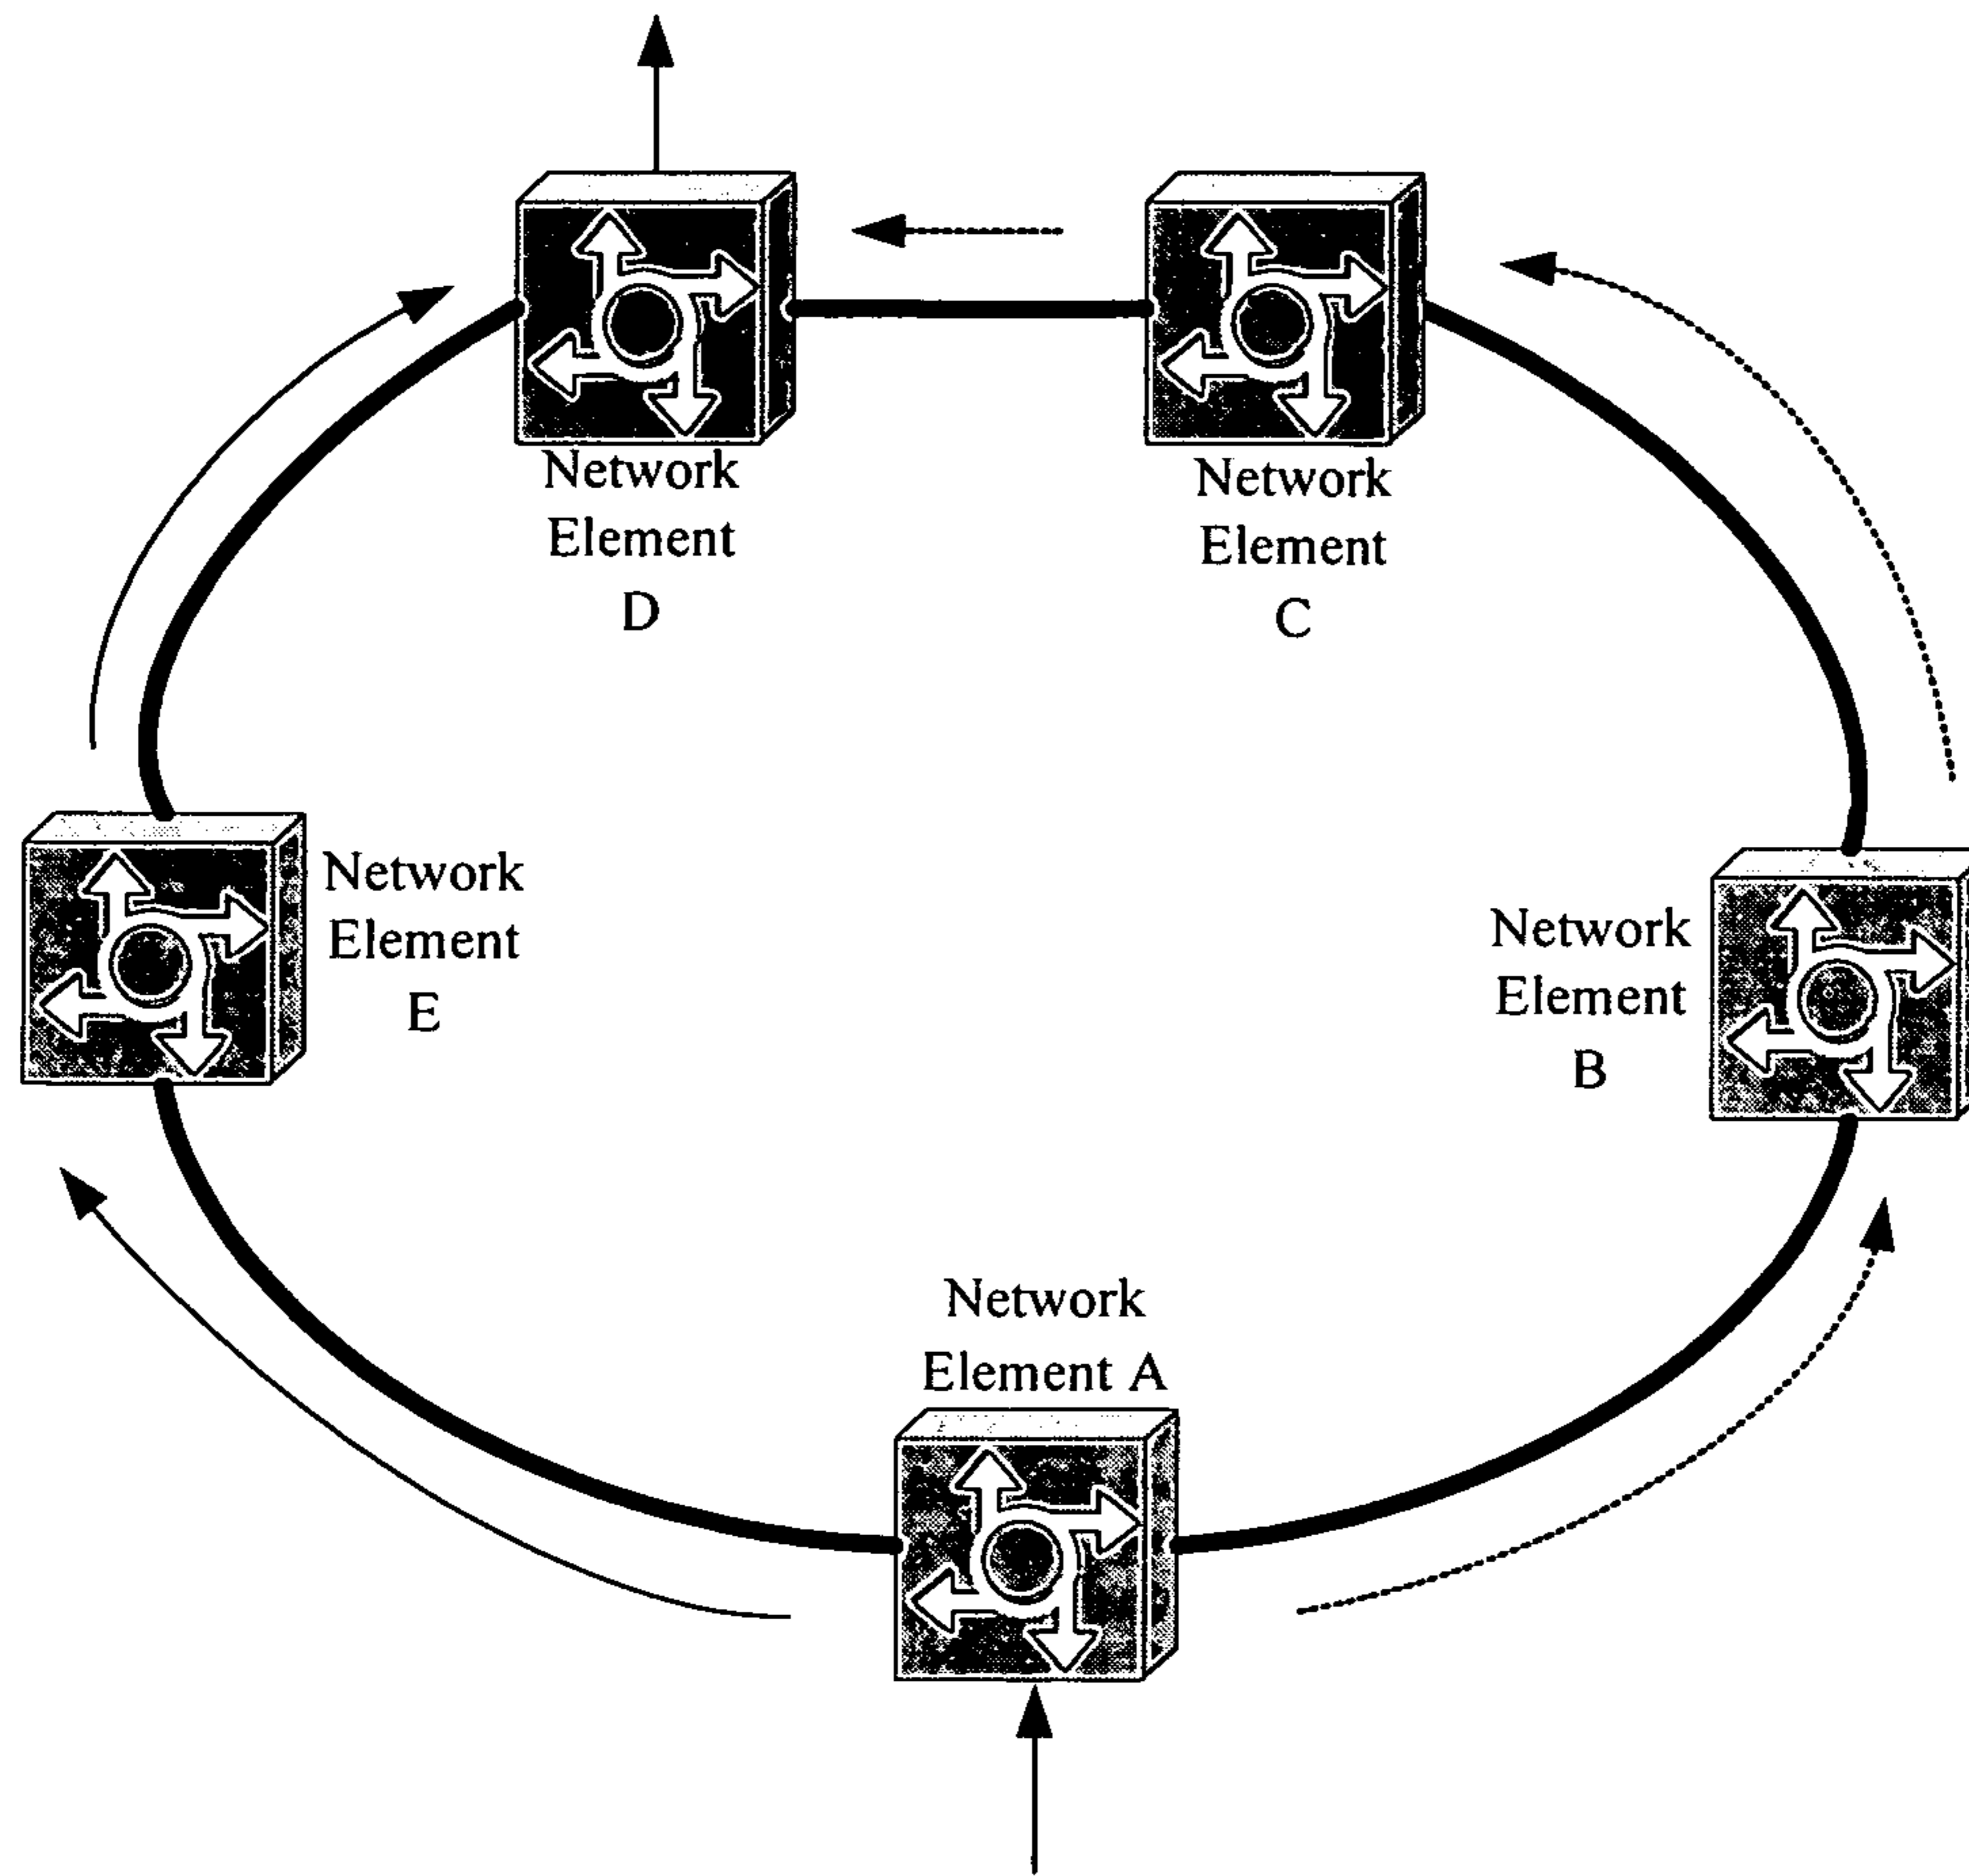 Network
Element
D
Network
Element
C
Network
Element
E
Network
Element
B
Network
Element A